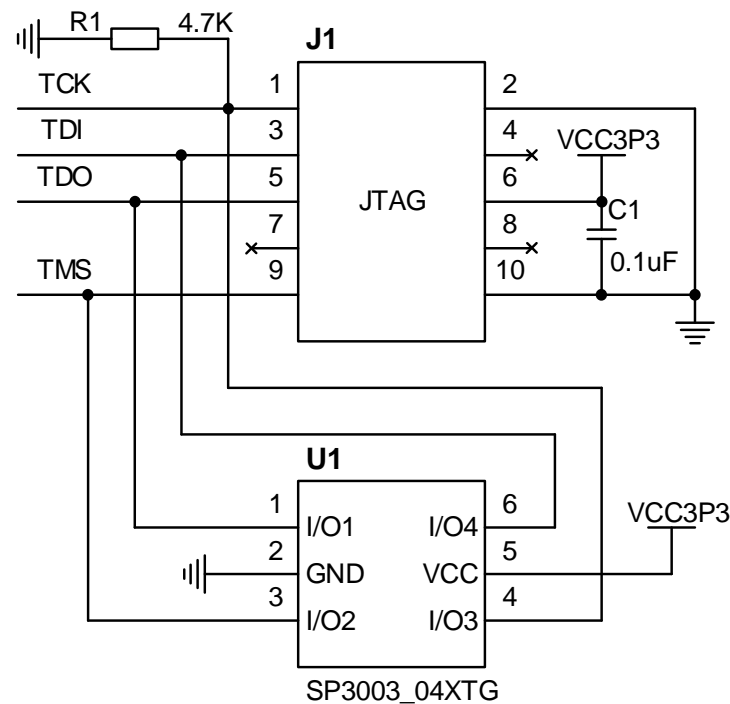 R1 4.7K
J1
TCK 1 2
TDI 3 4 VCC3P3
TDO 5 6
JTAG C1
7 8
0.1uF
TMS 9 10
U1
1 I/O1 I/O4 6 VCC3P3
2 GND VCC 5
3 I/O2 I/O3 4
SP3003_04XTG